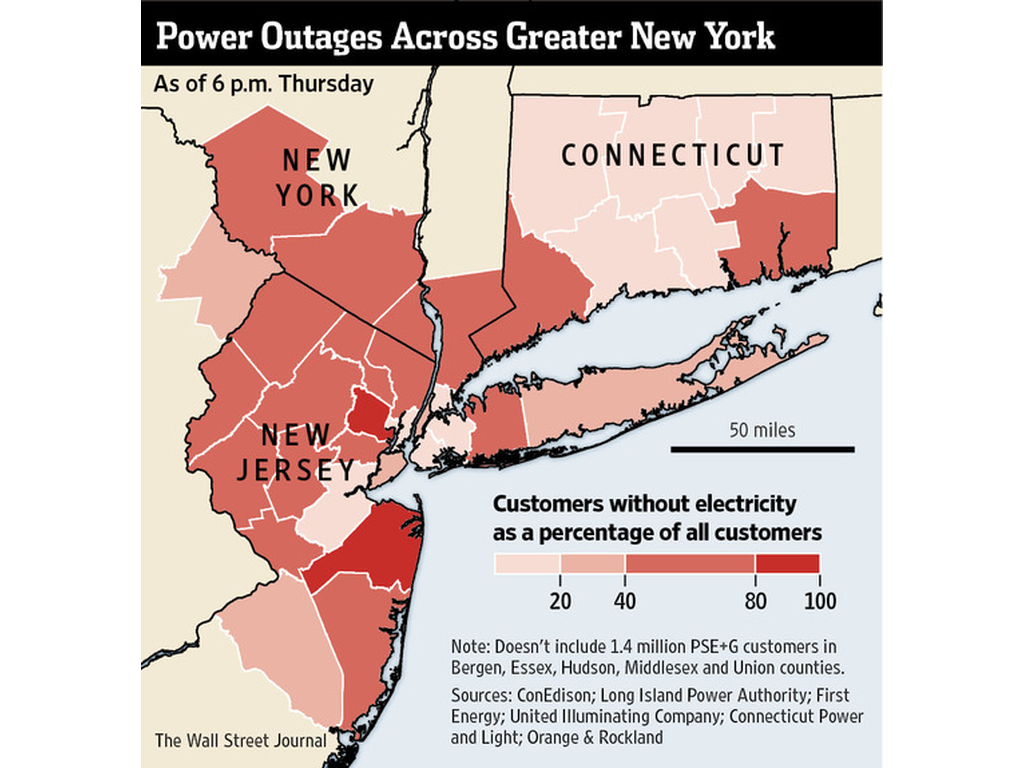 Power Outages Across Greater New York
As of 6 p.m. Thursday
NEW
YORK
CONNECTICUT
NEW
JERSEY
50 miles
Customers without electricity
as a percentage of all customers
20 40 80 100
Note: Doesn't include 1.4 million PSE+G customers in
Bergen, Essex, Hudson, Middlesex and Union counties.
Sources: ConEdison; Long Island Power Authority; First
Energy; United Illuminating Company; Connecticut Power
and Light; Orange & Rockland
The Wall Street Journal